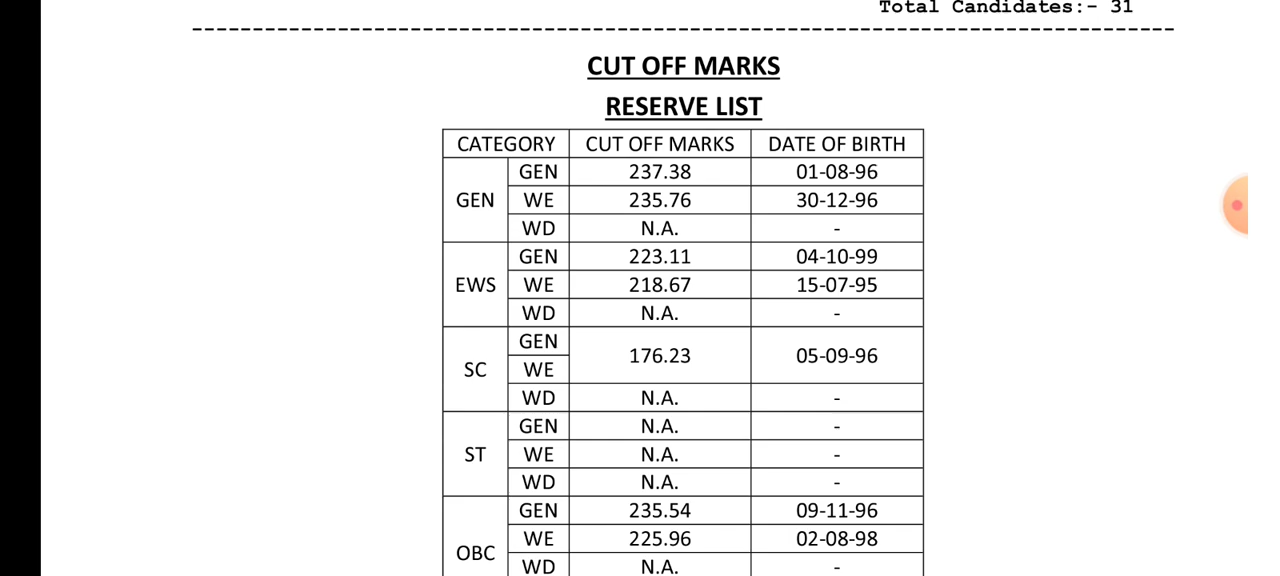 Total Candidates:- 31
CUT OFF MARKS
RESERVE LIST
CATEGORY CUT OFF MARKS DATE OF BIRTH
GEN GEN 237.38 01-08-96
WE 235.76 30-12-96
WD N.A. -
EWS GEN 223.11 04-10-99
WE 218.67 15-07-95
WD N.A. -
SC GEN 176.23 05-09-96
WE
WD N.A. -
ST GEN N.A. -
WE N.A. -
WD N.A. -
OBC GEN 235.54 09-11-96
WE 225.96 02-08-98
WD N.A. -